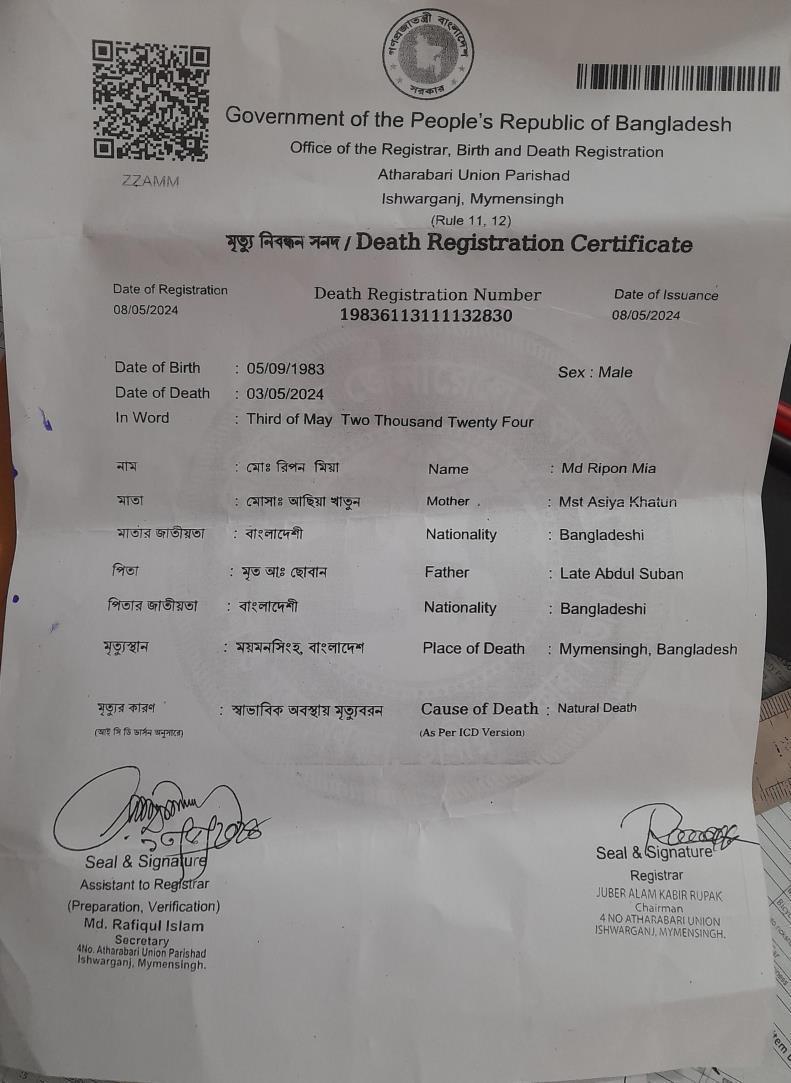 গণপ্রজাতন্ত্রী বাংলাদেশ
সরকার
ZZAMM
Government of the People's Republic of Bangladesh
Office of the Registrar, Birth and Death Registration
Atharabari Union Parishad
Ishwarganj, Mymensingh
(Rule 11, 12)
মৃত্যু নিবন্ধন সনদ / Death Registration Certificate
Date of Registration Death Registration Number Date of Issuance
08/05/2024 19836113111132830 08/05/2024
Date of Birth : 05/09/1983 Sex : Male
Date of Death : 03/05/2024
In Word : Third of May Two Thousand Twenty Four
নাম : মোঃ রিপন মিয়া Name : Md Ripon Mia
মাতা : মোসাঃ আছিয়া খাতুন Mother : Mst Asiya Khatun
মাতার জাতীয়তা : বাংলাদেশী Nationality : Bangladeshi
পিতা : মৃত আঃ ছোবান Father : Late Abdul Suban
পিতার জাতীয়তা : বাংলাদেশী Nationality : Bangladeshi
মৃত্যুস্থান : ময়মনসিংহ, বাংলাদেশ Place of Death : Mymensingh, Bangladesh
মৃত্যুর কারণ : স্বাভাবিক অবস্থায় মৃত্যুবরন Cause of Death : Natural Death
(আই সি ডি ভার্সন অনুসারে) (As Per ICD Version)
Seal & Signature Seal & Signature
Assistant to Registrar Registrar
(Preparation, Verification) JUBER ALAM KABIR RUPAK
Md. Rafiqul Islam Chairman
Secretary 4 NO ATHARABARI UNION
4No. Atharabari Union Parishad ISHWARGANJ, MYMENSINGH.
Ishwarganj, Mymensingh.